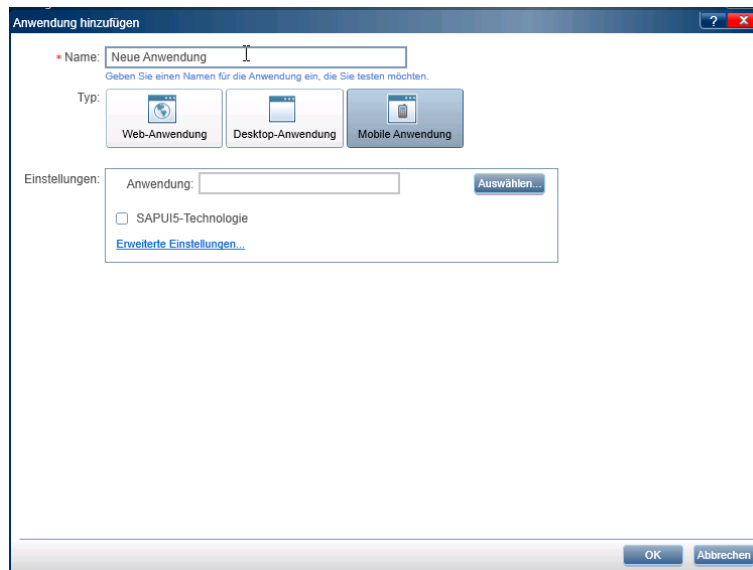 Anwendung hinzufügen
?
X
* Name: Neue Anwendung
Geben Sie einen Namen für die Anwendung ein, die Sie testen möchten.
Typ:
Web-Anwendung Desktop-Anwendung Mobile Anwendung
Einstellungen: Anwendung: Auswählen...
SAPUI5-Technologie
Erweiterte Einstellungen...
OK Abbrechen